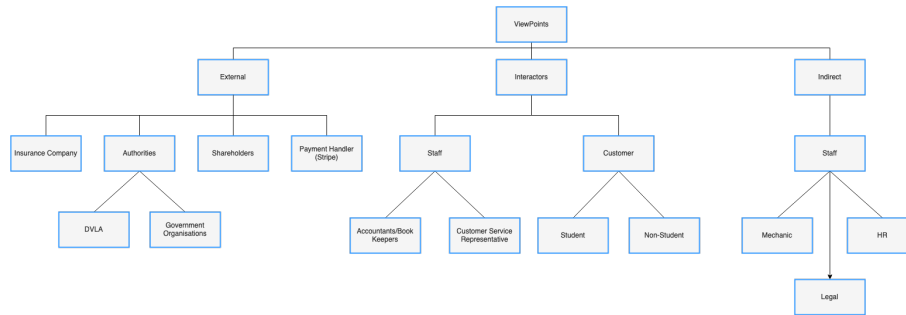 ViewPoints
External
Interactors
Indirect
Insurance Company
Authorities
Shareholders
Payment Handler
(Stripe)
Staff
Customer
Staff
DVLA
Government
Organisations
Accountants/Book
Keepers
Customer Service
Representative
Student
Non-Student
Mechanic
HR
Legal